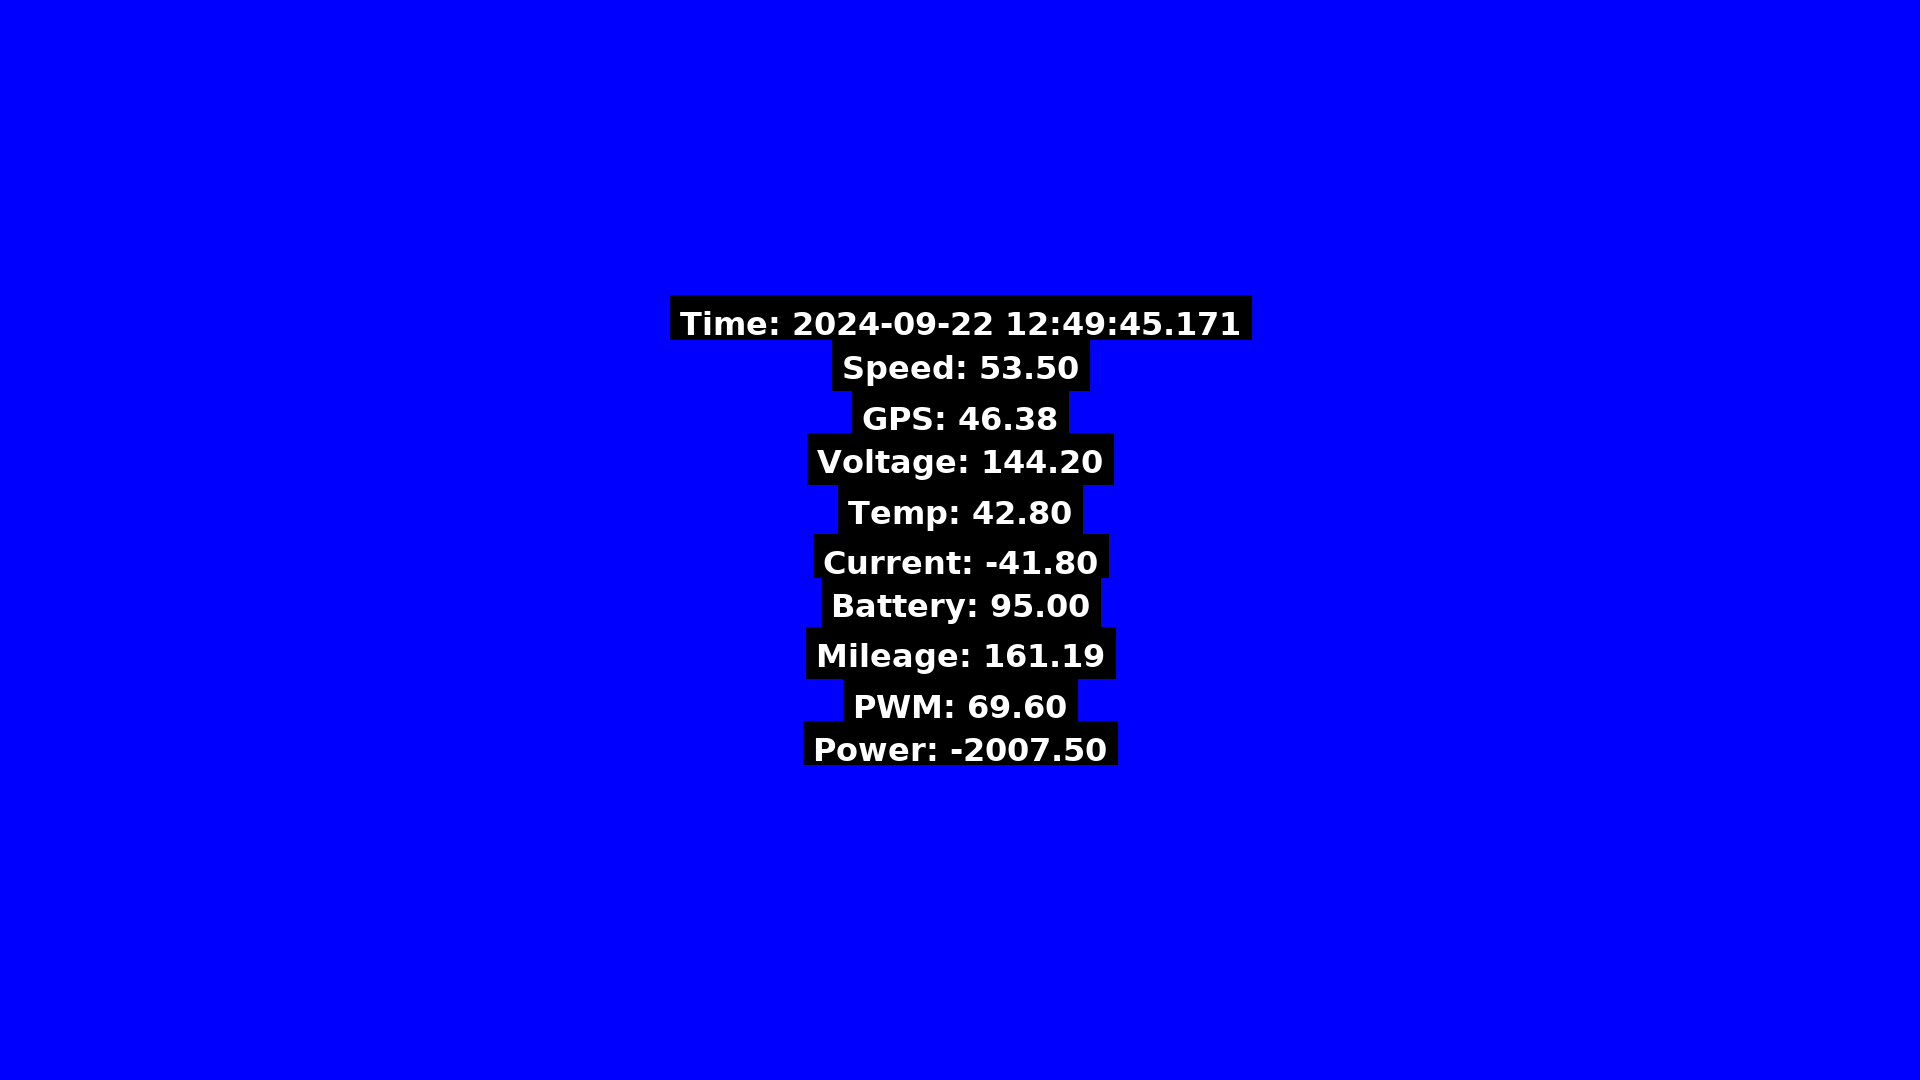 Time: 2024-09-22 12:49:45.171
Speed: 53.50
GPS: 46.38
Voltage: 144.20
Temp: 42.80
Current: -41.80
Battery: 95.00
Mileage: 161.19
PWM: 69.60
Power: -2007.50